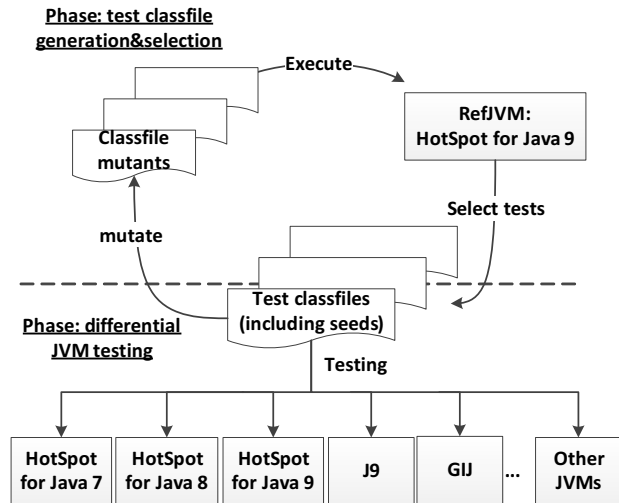 Phase: test classfile
generation&selection
Execute
Classfile
mutants
RefJVM:
HotSpot for Java 9
mutate
Select tests
Test classfiles
(including seeds)
Phase: differential
JVM testing
Testing
HotSpot
for Java 7
HotSpot
for Java 8
HotSpot
for Java 9
J9
GIJ
...
Other
JVMs